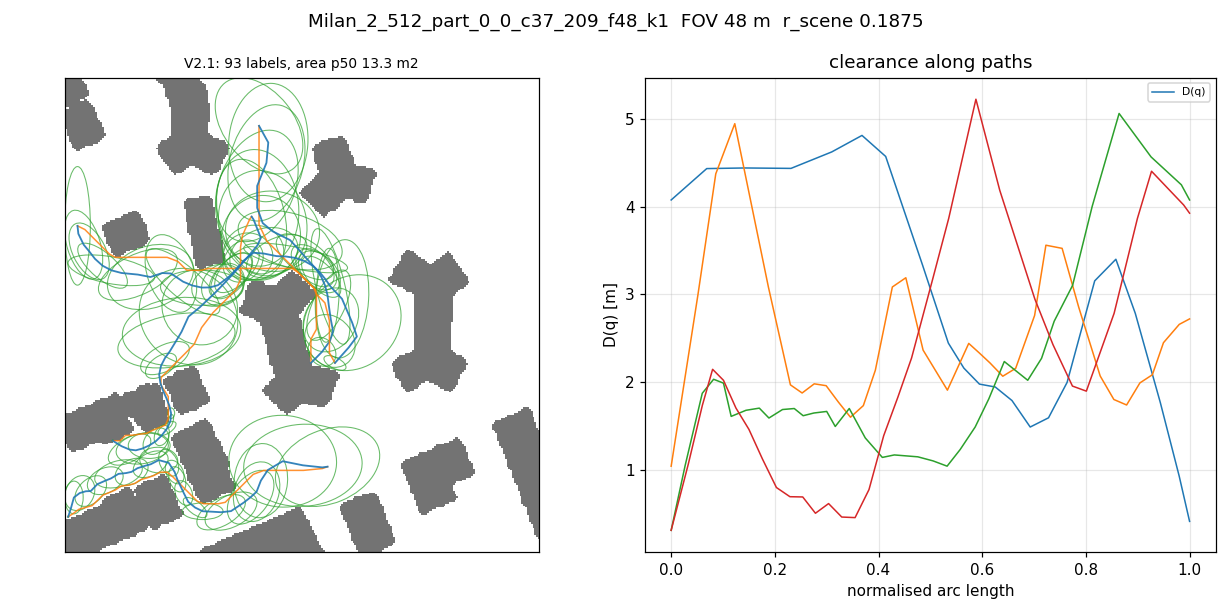 Milan_2_512_part_0_0_c37_209_f48_k1 FOV 48 m r_scene 0.1875
V2.1: 93 labels, area p50 13.3 m2
clearance along paths
D(q)
D(q) [m]
5
4
3
2
1
0.0 0.2 0.4 0.6 0.8 1.0
normalised arc length